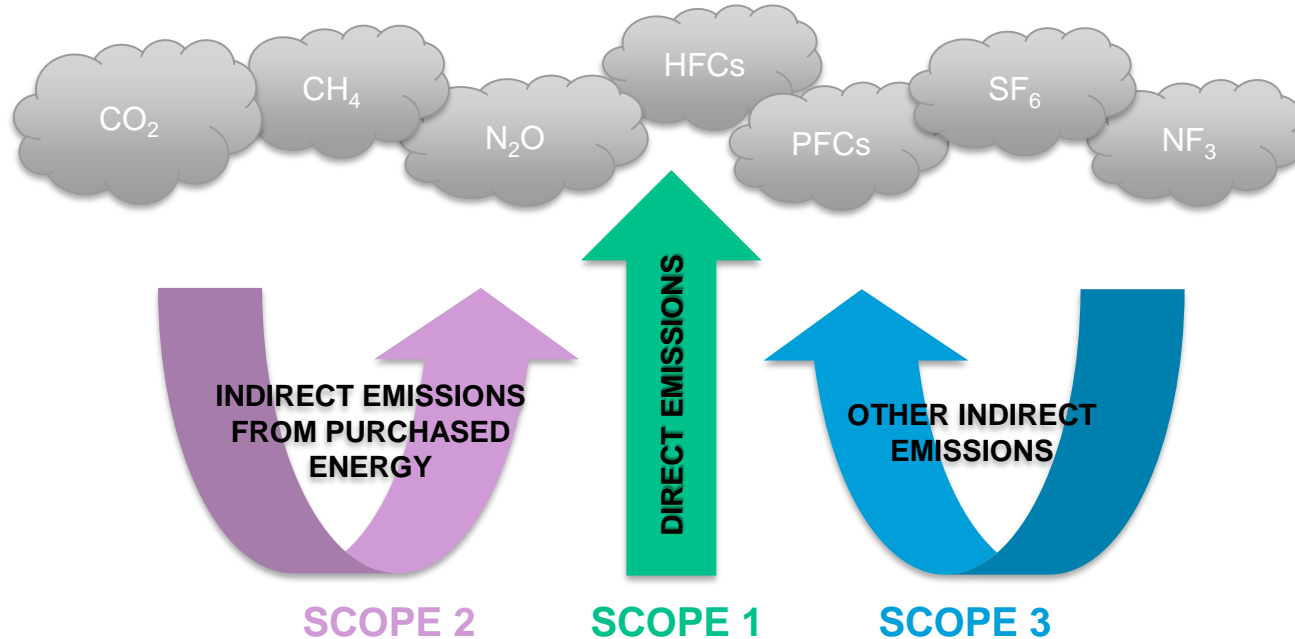 CO₂
CH₄
N₂O
HFCs
PFCs
SF₆
NF₃
INDIRECT EMISSIONS
FROM PURCHASED
ENERGY
DIRECT EMISSIONS
OTHER INDIRECT
EMISSIONS
SCOPE 2
SCOPE 1
SCOPE 3